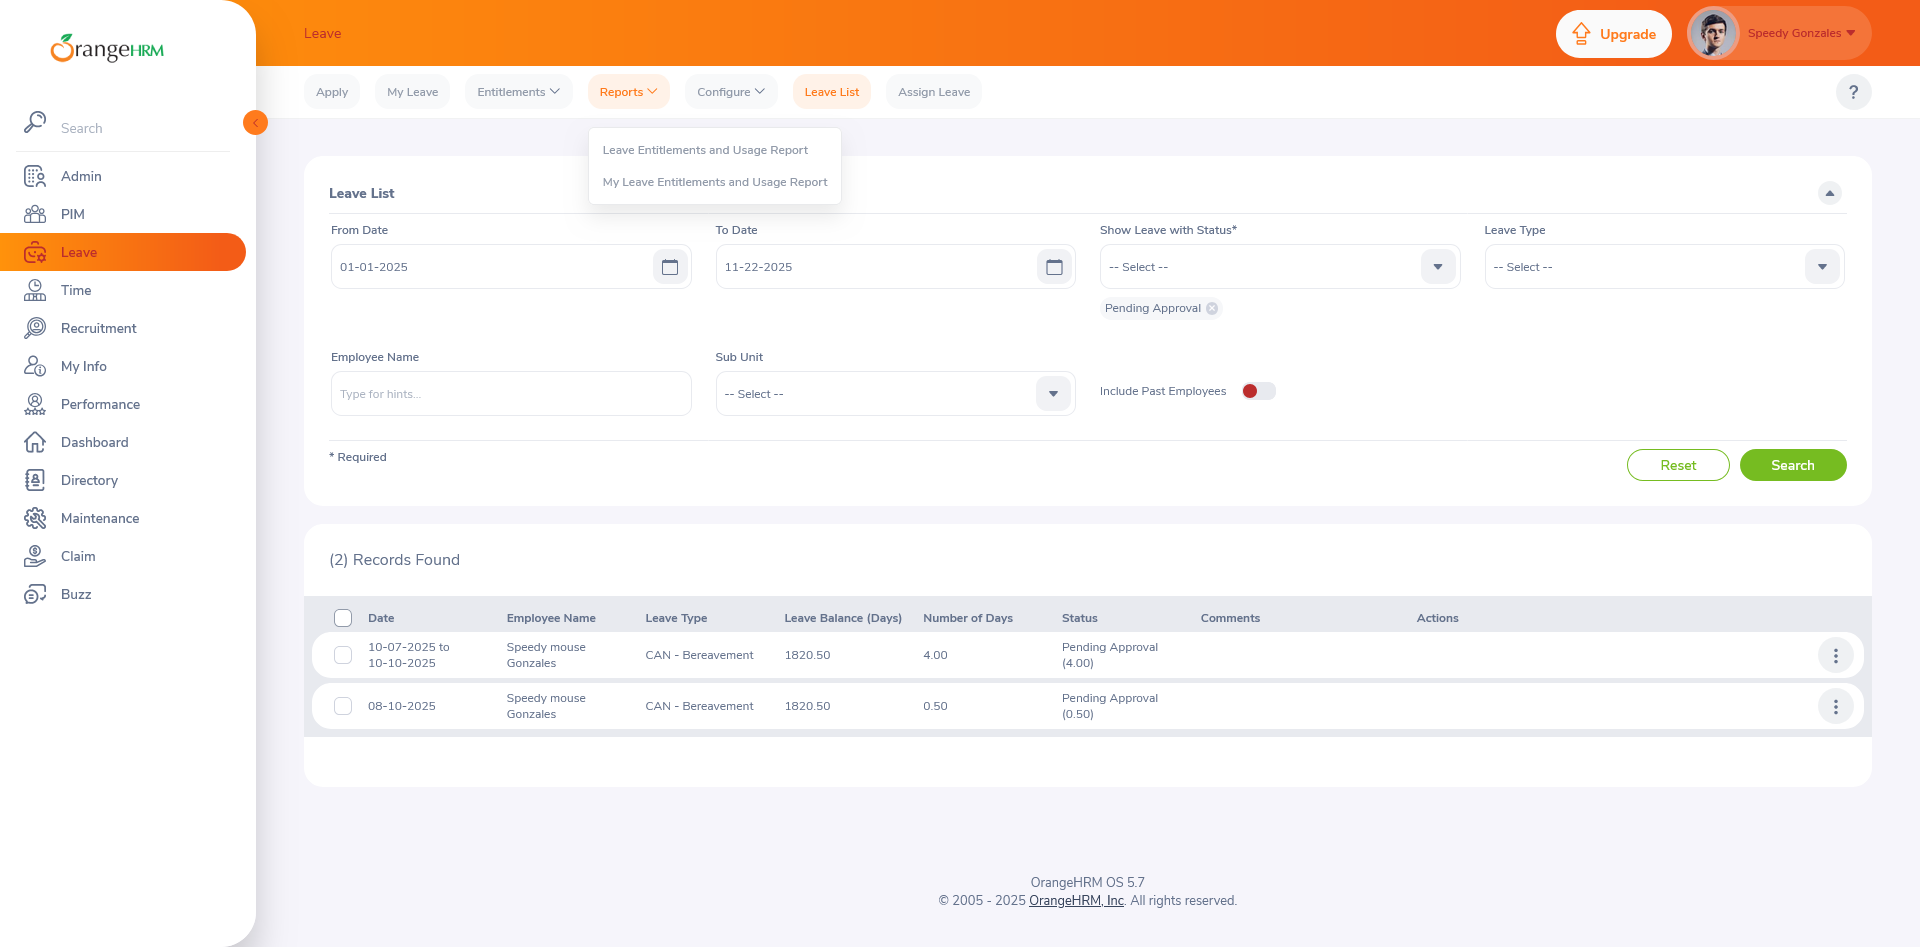 OrangeHRM
Leave
Upgrade
Speedy Gonzales
Apply
My Leave
Entitlements
Reports
Configure
Leave List
Assign Leave
?
Search
Admin
PIM
Leave
Time
Recruitment
My Info
Performance
Dashboard
Directory
Maintenance
Claim
Buzz
Leave Entitlements and Usage Report
My Leave Entitlements and Usage Report
Leave List
From Date
To Date
Show Leave with Status*
Leave Type
01-01-2025
11-22-2025
-- Select --
-- Select --
Pending Approval
Employee Name
Sub Unit
Type for hints...
-- Select --
Include Past Employees
* Required
Reset
Search
(2) Records Found
Date Employee Name Leave Type Leave Balance (Days) Number of Days Status Comments Actions
10-07-2025 to
10-10-2025
Speedy mouse
Gonzales
CAN - Bereavement
1820.50
4.00
Pending Approval
(4.00)
08-10-2025
Speedy mouse
Gonzales
CAN - Bereavement
1820.50
0.50
Pending Approval
(0.50)
OrangeHRM OS 5.7
© 2005 - 2025 OrangeHRM, Inc. All rights reserved.